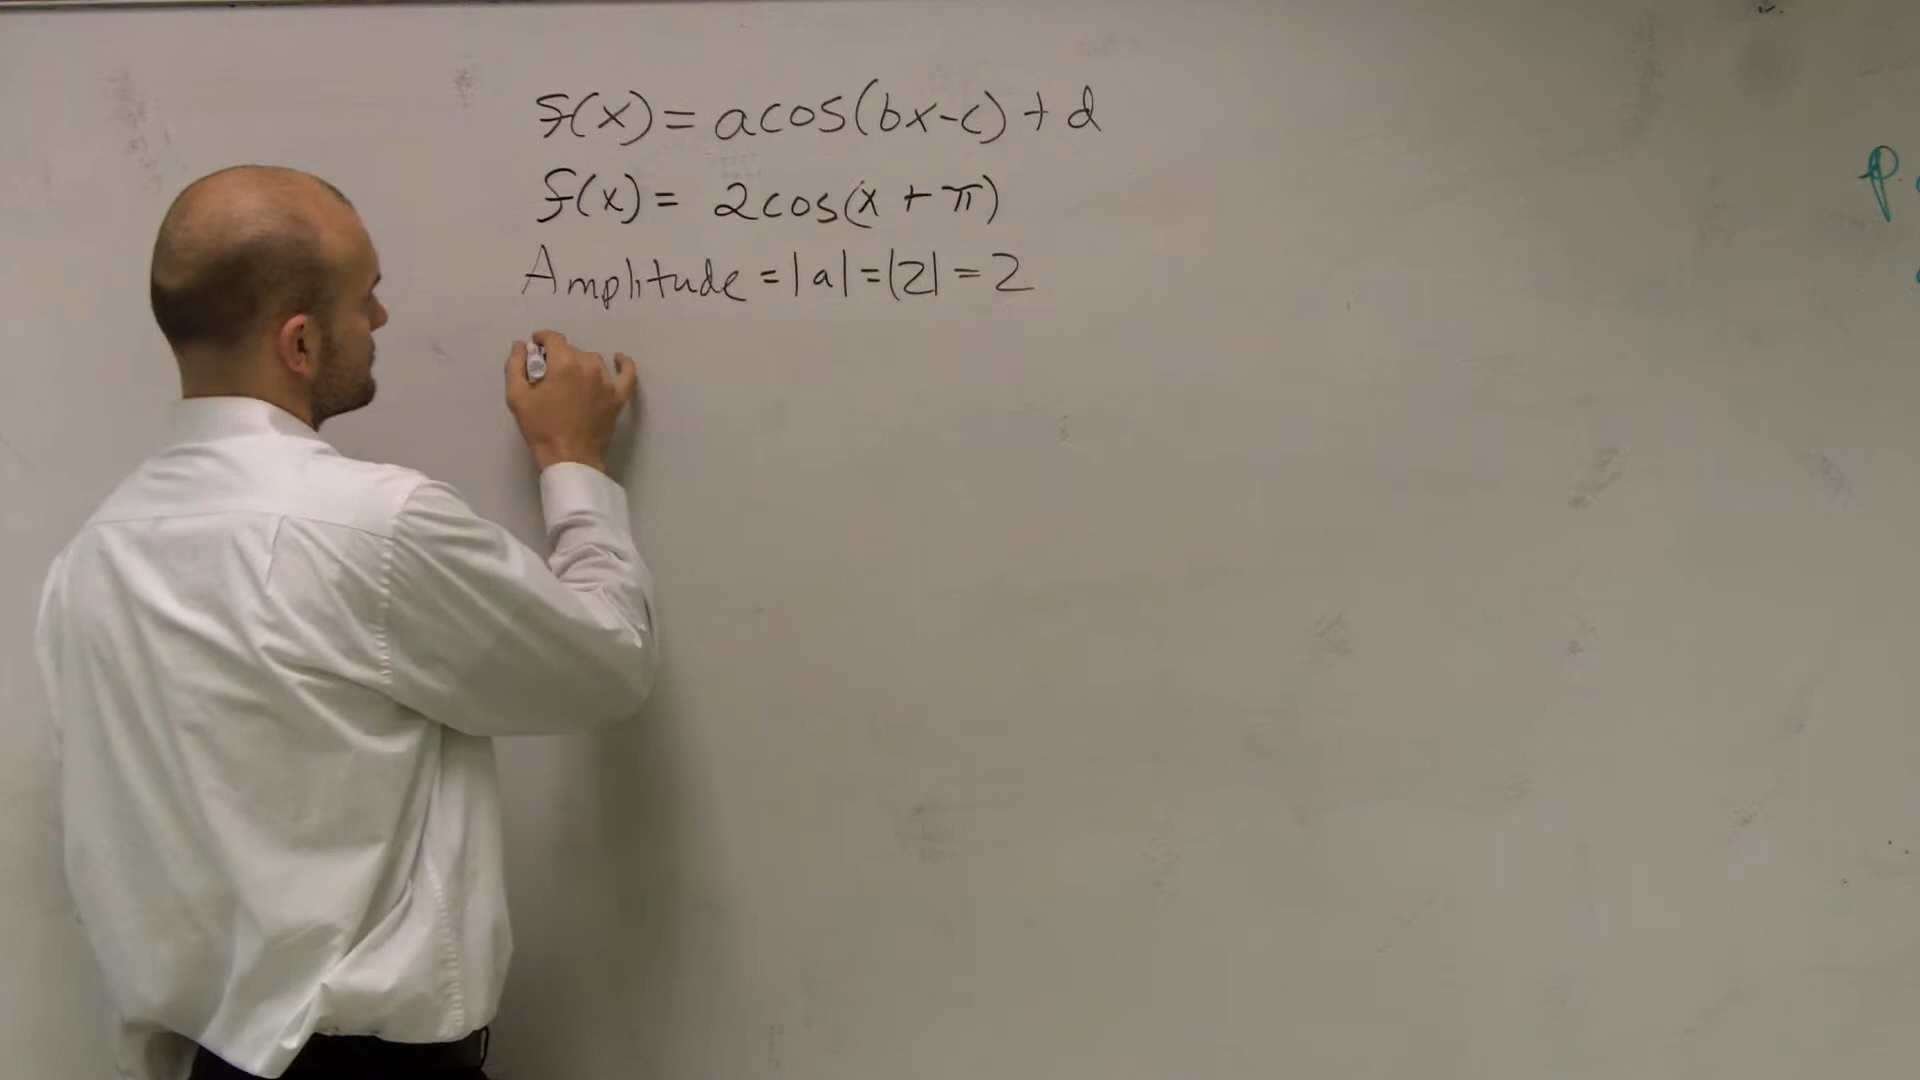 f(x) = acos(bx-c) + d
f(x) = 2cos(x + π)
Amplitude = |a| = |2| = 2
p.